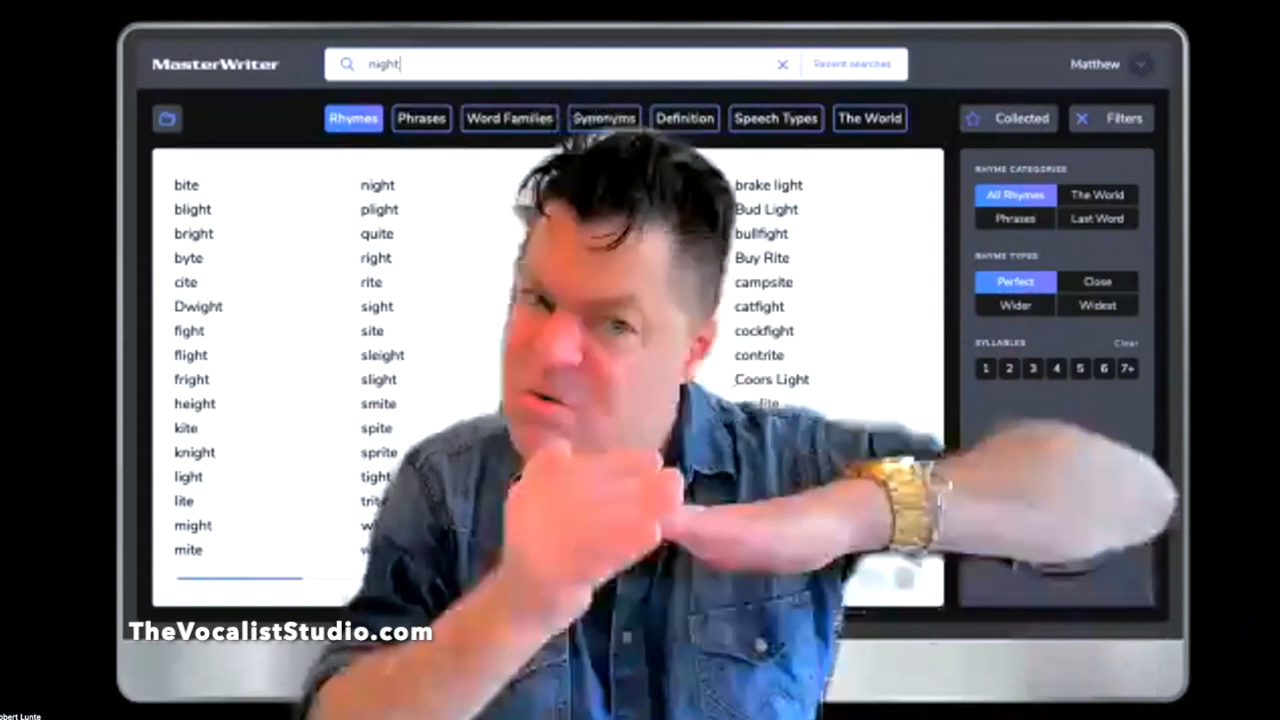 MasterWriter
night
Recent searches
Matthew
Rhymes
Phrases
Word Families
Synonyms
Definition
Speech Types
The World
Collected
Filters
bite
blight
bright
byte
cite
Dwight
fight
flight
fright
height
kite
knight
light
lite
might
mite
night
plight
quite
right
rite
sight
site
sleight
slight
smite
spite
sprite
tight
brake light
Bud Light
bullfight
Buy Rite
campsite
catfight
cockfight
contrite
Coors Light
RHYME CATEGORIES
All Rhymes
The World
Phrases
Last Word
RHYME TYPES
Perfect
Close
Wider
Widest
SYLLABLES
Clear
1 2 3 4 5 6 7+
TheVocalistStudio.com
Lunte